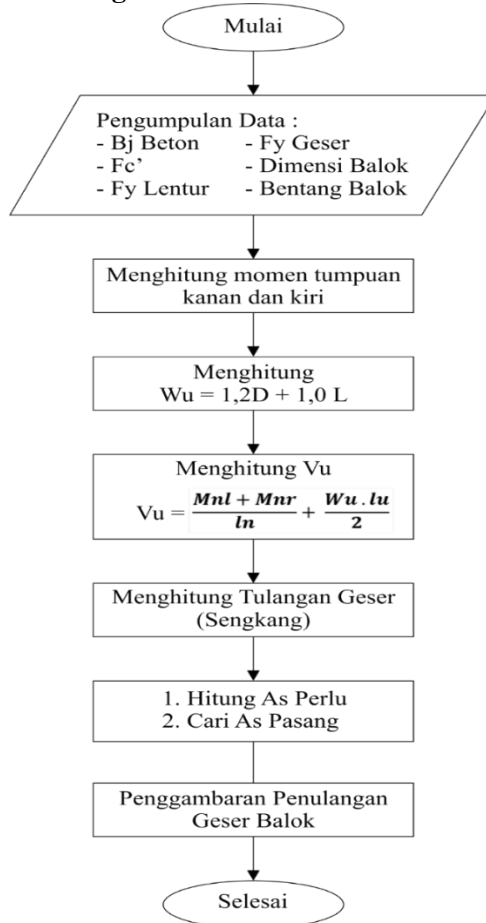 Mulai
Pengumpulan Data :
- Bj Beton - Fy Geser
- Fc’ - Dimensi Balok
- Fy Lentur - Bentang Balok
Menghitung momen tumpuan
kanan dan kiri
Menghitung
Wu = 1,2D + 1,0 L
Menghitung Vu
Vu = Mnl + Mnr / ln + Wu . lu / 2
Menghitung Tulangan Geser
(Sengkang)
1. Hitung As Perlu
2. Cari As Pasang
Penggambaran Penulangan
Geser Balok
Selesai